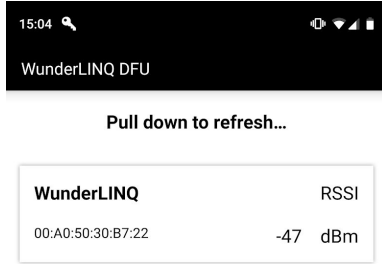 15:04
WunderLINQ DFU
Pull down to refresh...
WunderLINQ RSSI
00:A0:50:30:B7:22 -47 dBm